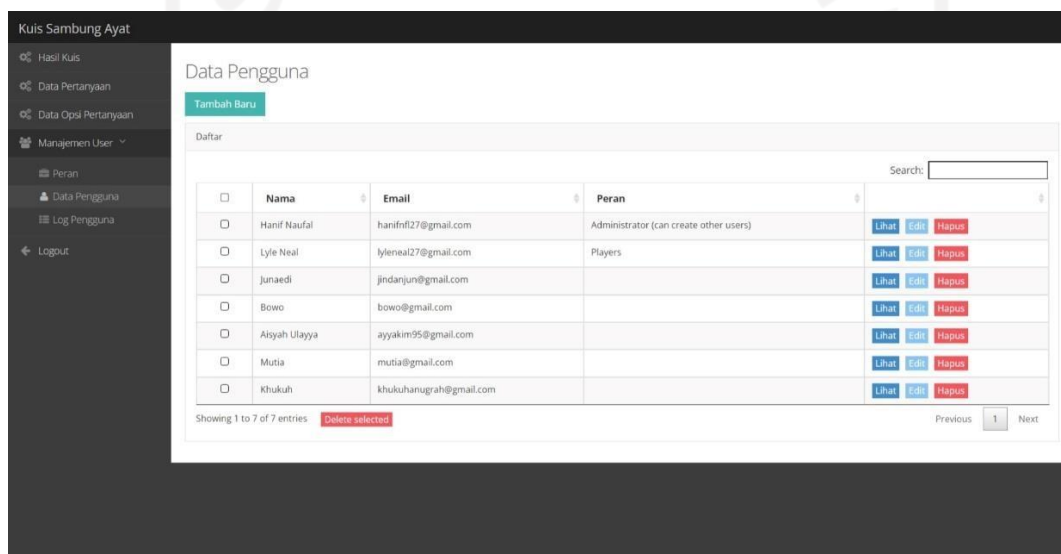 Kuis Sambung Ayat
Hasil Kuis
Data Pertanyaan
Data Opsi Pertanyaan
Manajemen User
Peran
Data Pengguna
Log Pengguna
Logout
Data Pengguna
Tambah Baru
Daftar
Search:
Nama Email Peran
Hanif Naufal hanifnfl27@gmail.com Administrator (can create other users) Lihat Edit Hapus
Lyle Neal lyleneal27@gmail.com Players Lihat Edit Hapus
Junaedi jindanjun@gmail.com Lihat Edit Hapus
Bowo bowo@gmail.com Lihat Edit Hapus
Aisyah Ulayya ayyakim95@gmail.com Lihat Edit Hapus
Mutia mutia@gmail.com Lihat Edit Hapus
Khukuh khukuhanugrah@gmail.com Lihat Edit Hapus
Showing 1 to 7 of 7 entries Delete selected Previous 1 Next